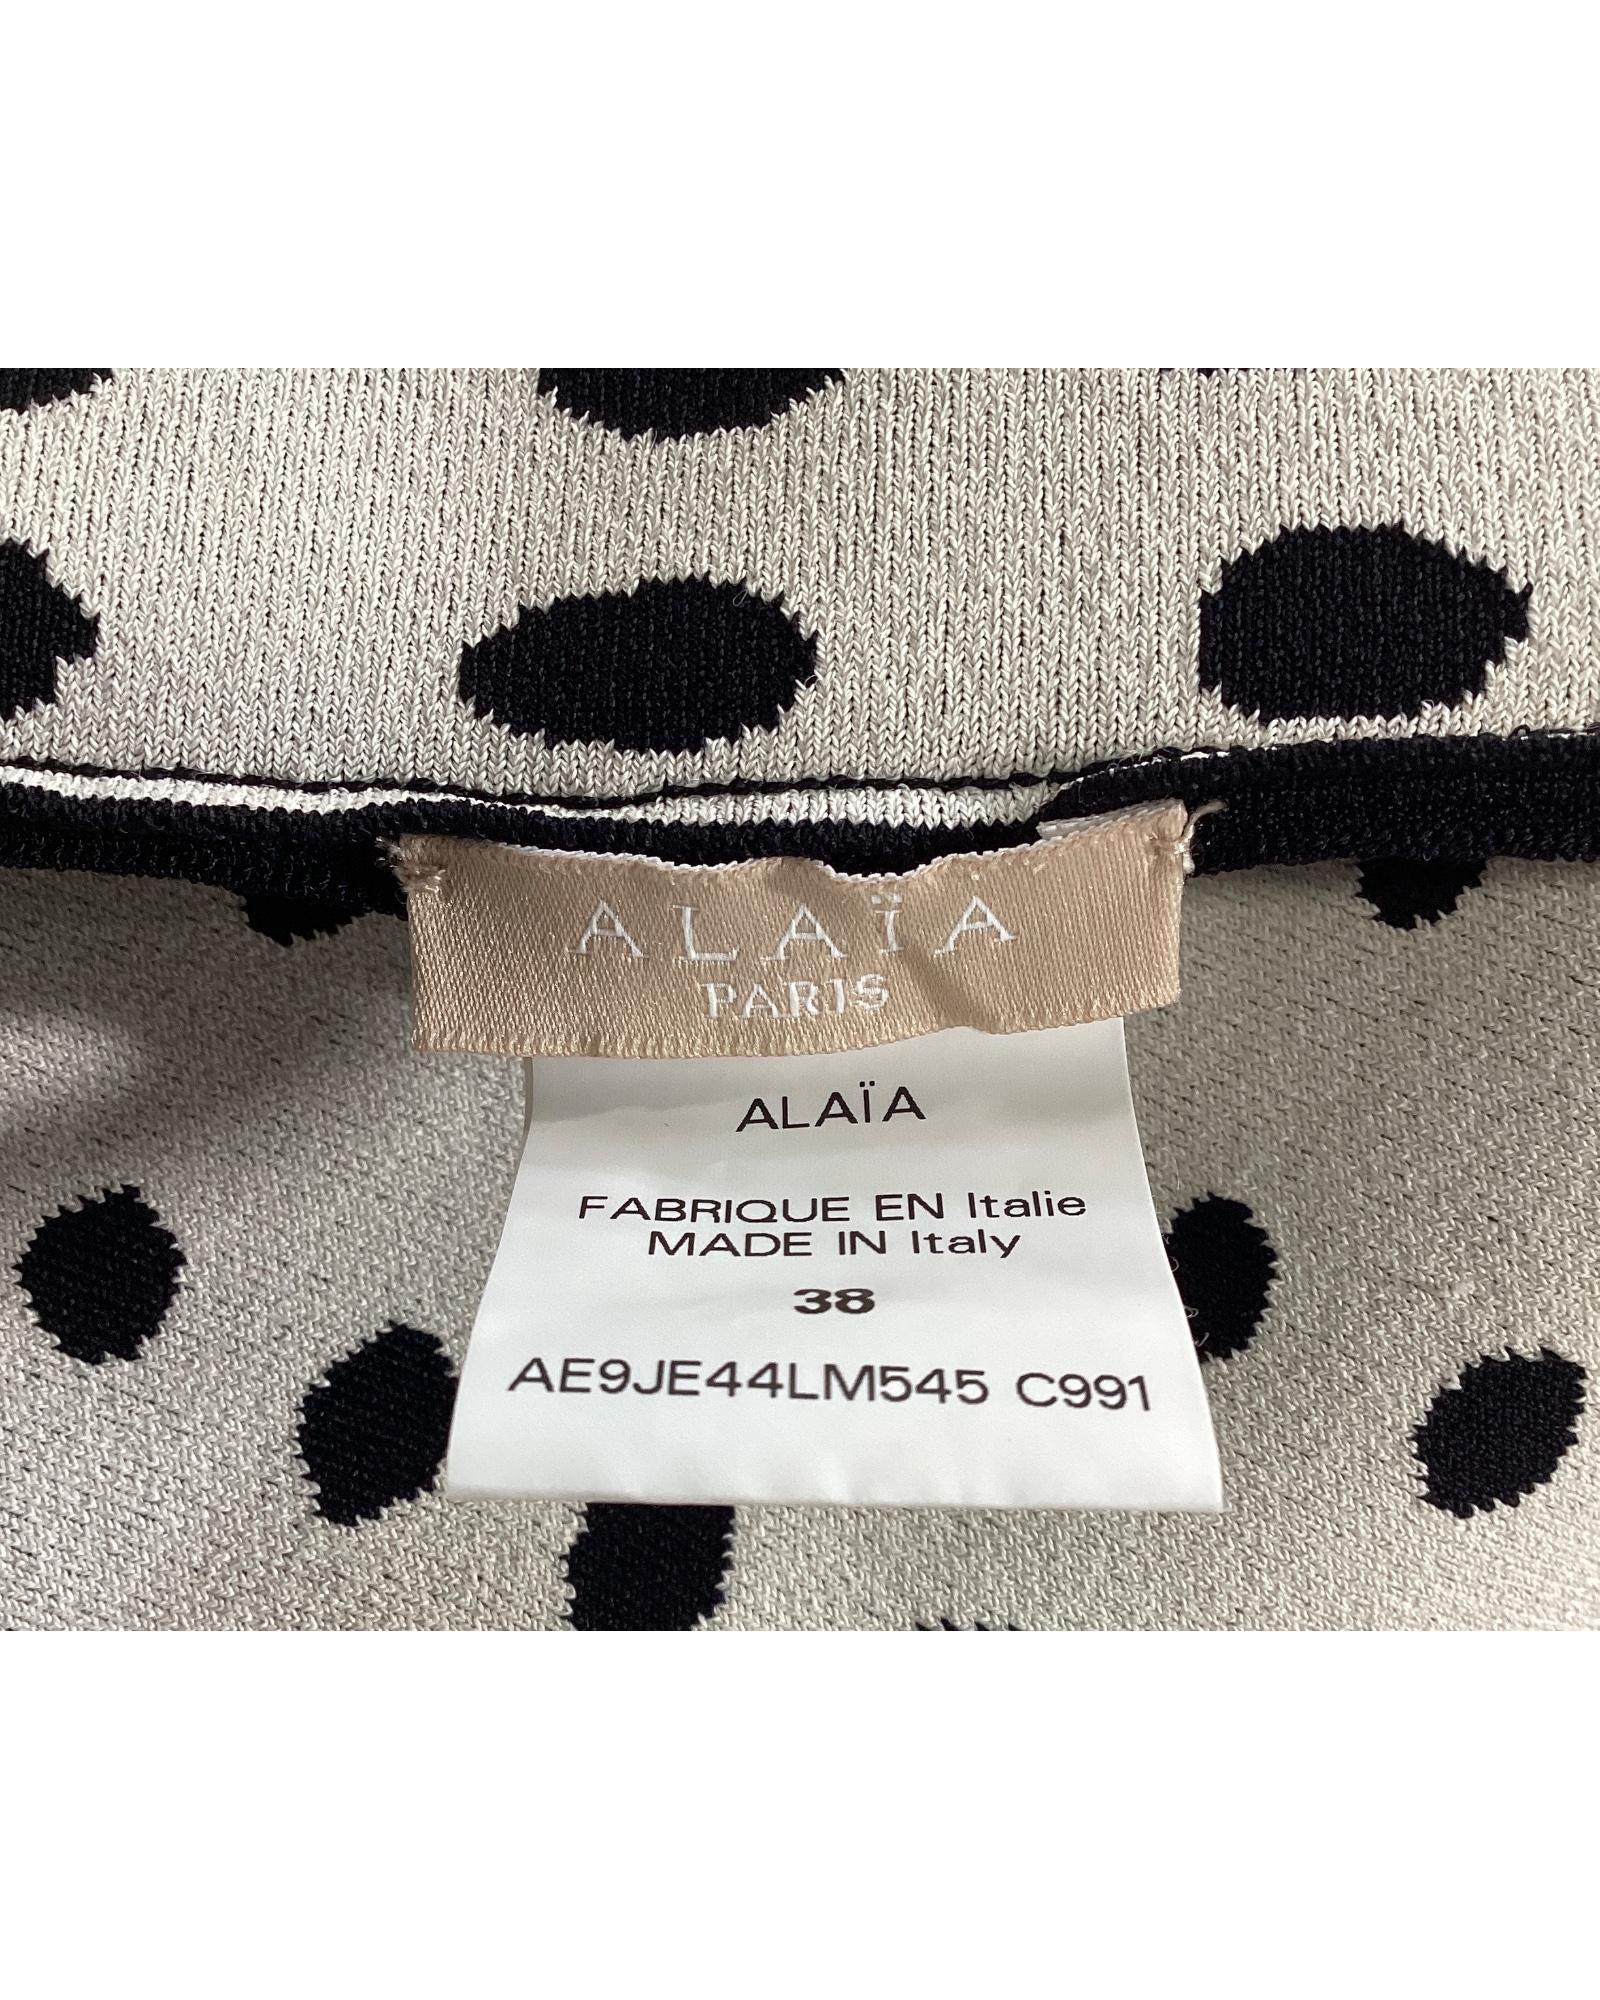 ALAÏA
PARIS
ALAÏA
FABRIQUE EN Italie
MADE IN Italy
38
AE9JE44LM545 C991